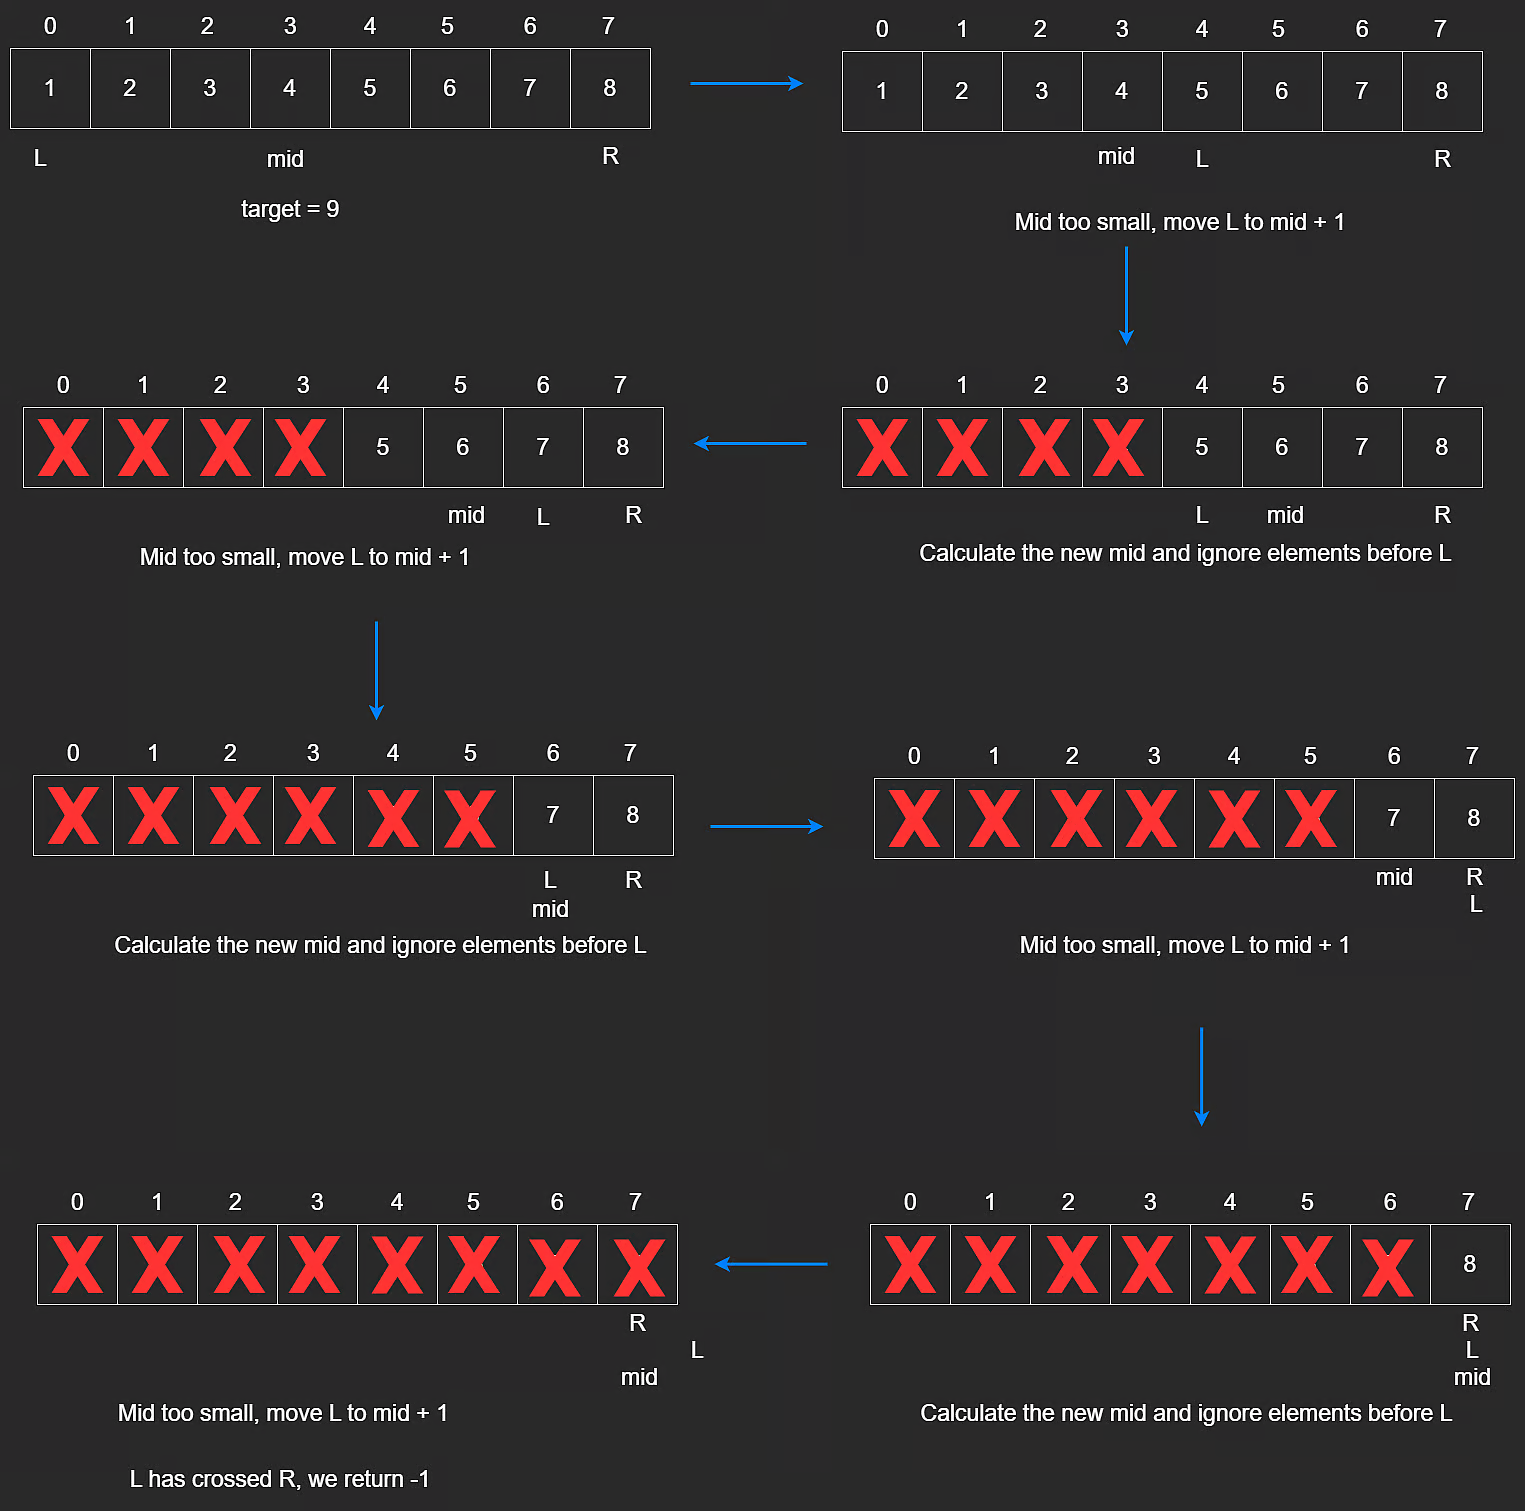 0 1 2 3 4 5 6 7
1 2 3 4 5 6 7 8
L mid R
target = 9
0 1 2 3 4 5 6 7
1 2 3 4 5 6 7 8
mid L R
Mid too small, move L to mid + 1
0 1 2 3 4 5 6 7
X X X X 5 6 7 8
L mid R
Calculate the new mid and ignore elements before L
0 1 2 3 4 5 6 7
X X X X 5 6 7 8
mid L R
Mid too small, move L to mid + 1
0 1 2 3 4 5 6 7
X X X X X X 7 8
L R
mid
Calculate the new mid and ignore elements before L
0 1 2 3 4 5 6 7
X X X X X X 7 8
mid R
L
Mid too small, move L to mid + 1
0 1 2 3 4 5 6 7
X X X X X X X 8
R
L
mid
Calculate the new mid and ignore elements before L
0 1 2 3 4 5 6 7
X X X X X X X X
R
L
mid
Mid too small, move L to mid + 1
L has crossed R, we return -1